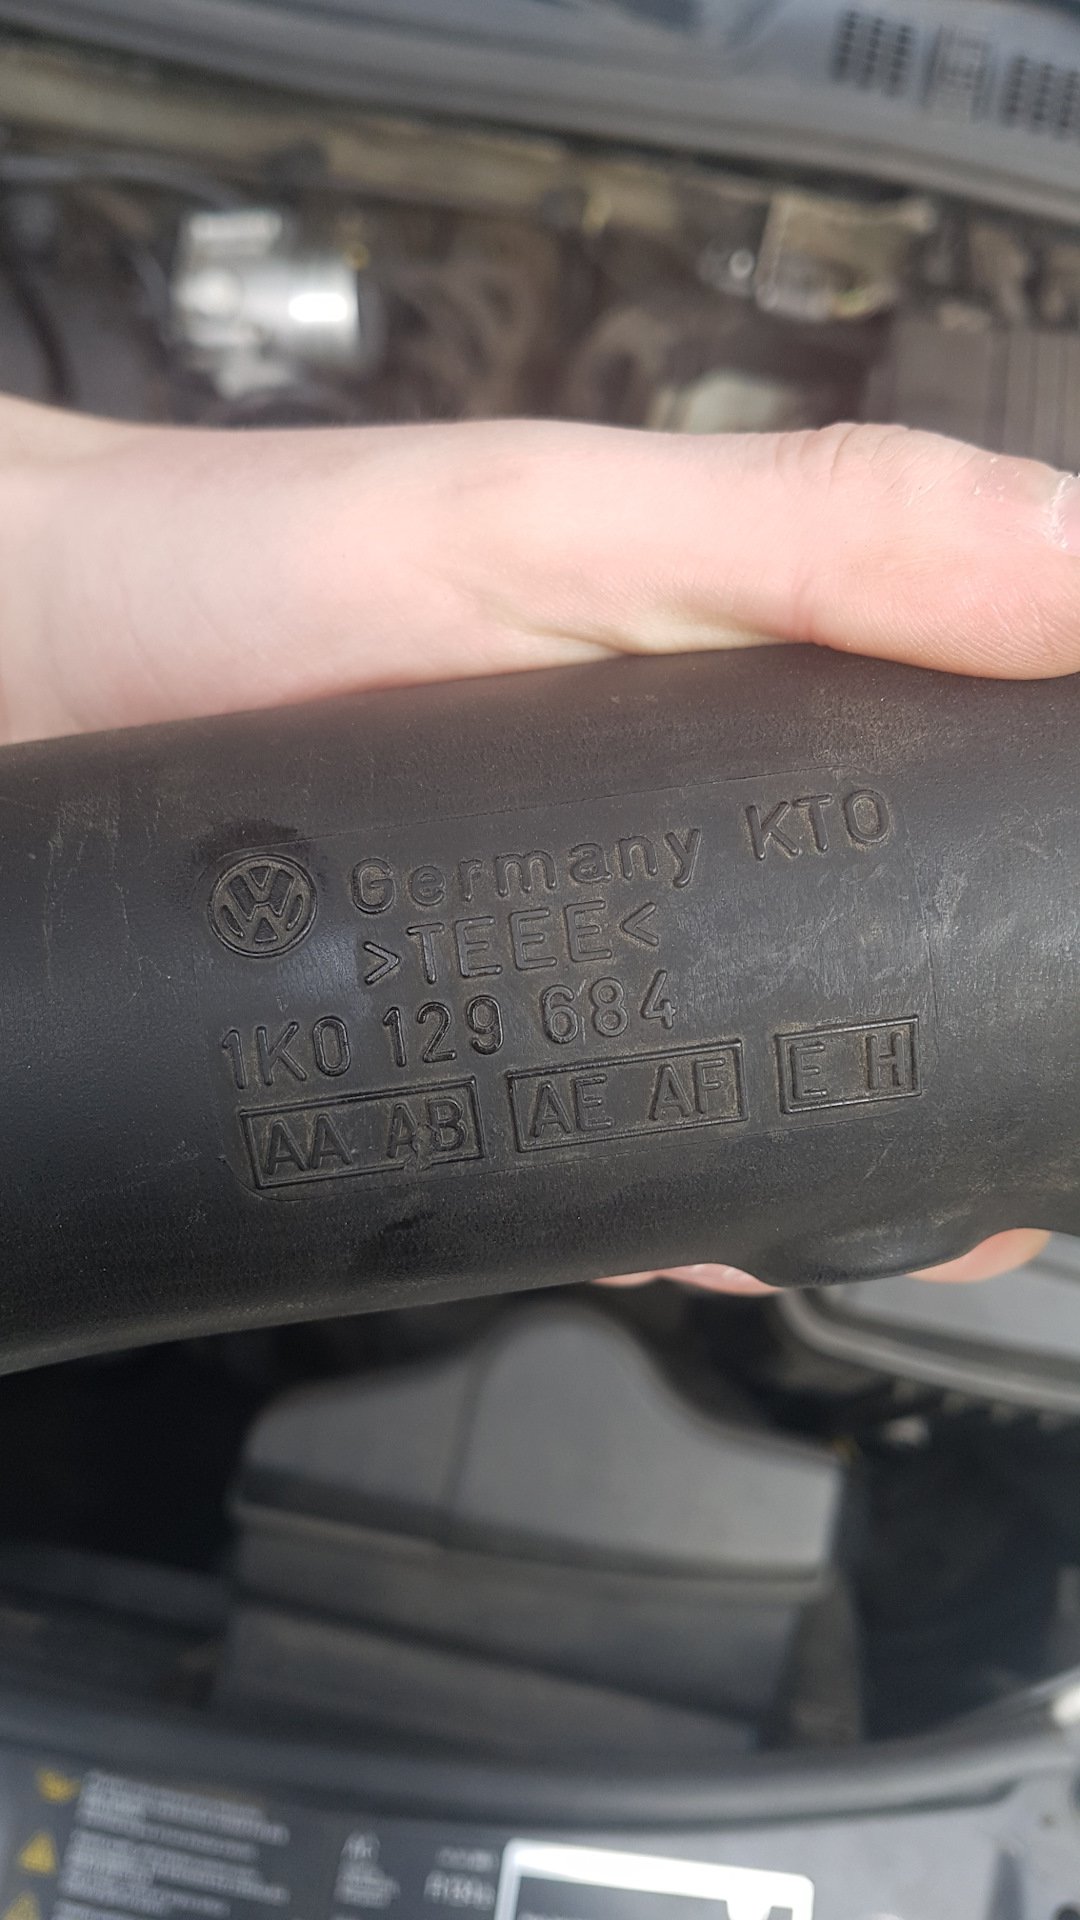 Germany KTO
>TEEE<
1K0 129 684
AA AB AE AF E H